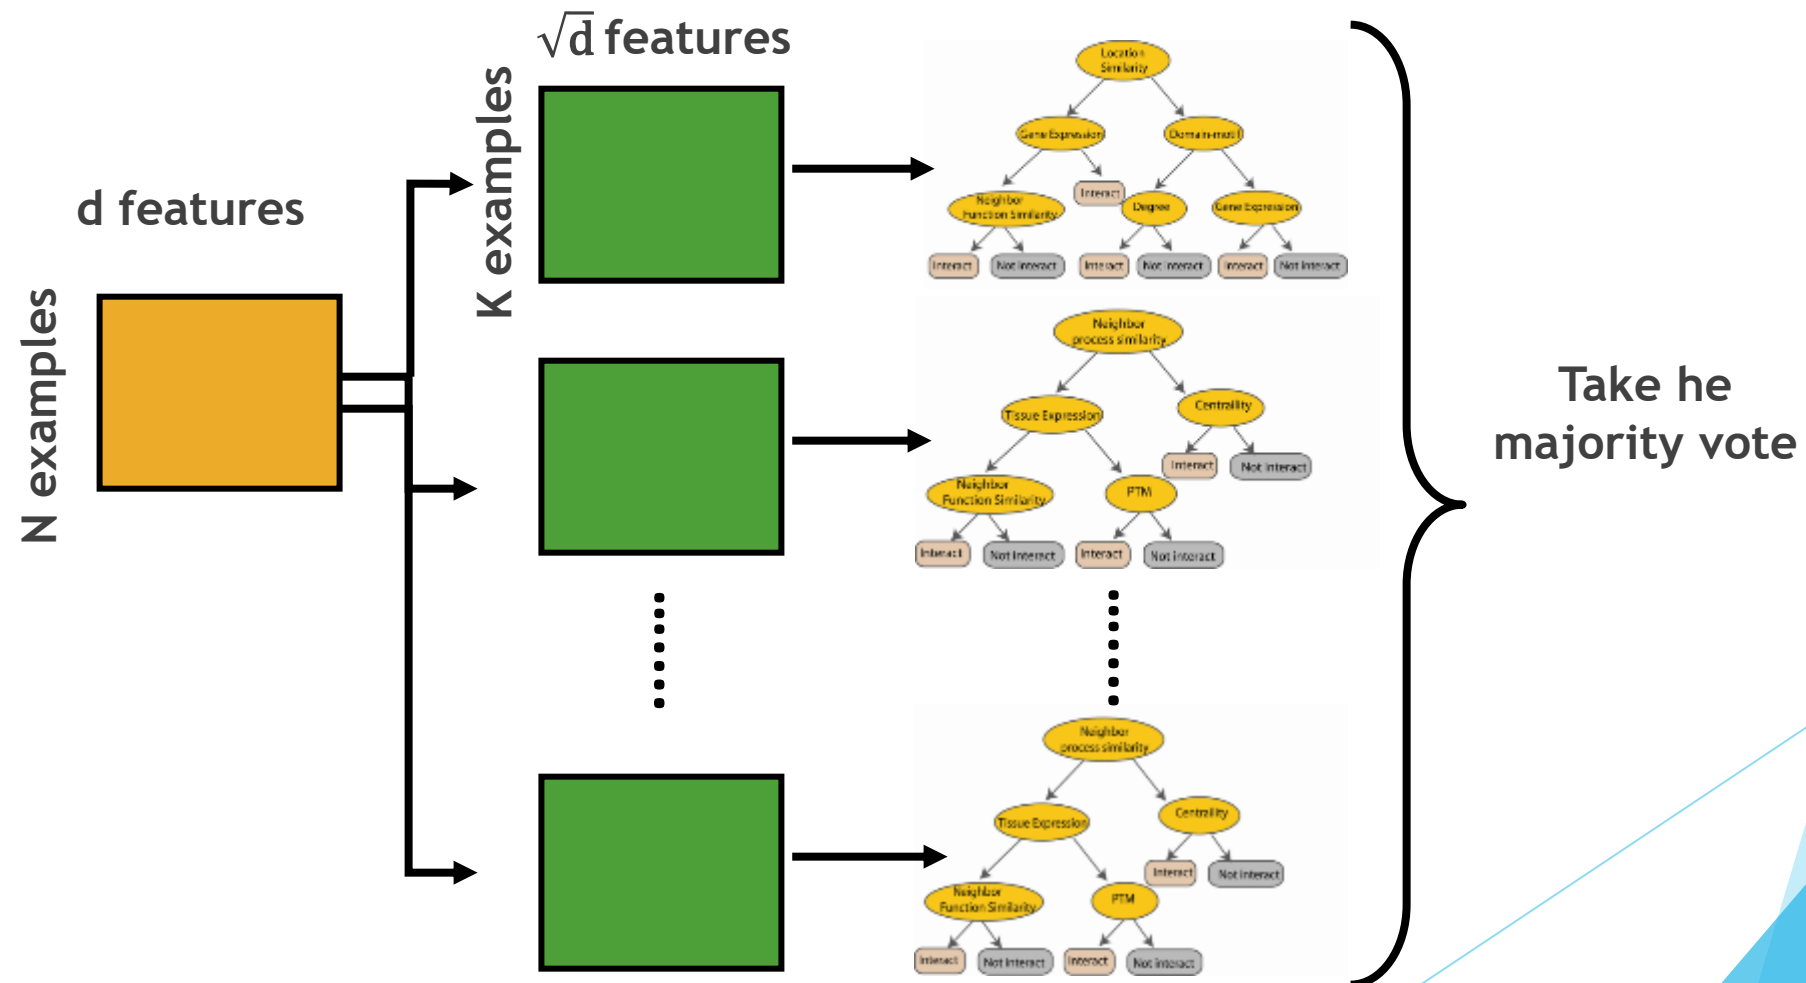 d features
N examples
√d features
K examples
Location
Similarity
Gene Expression
Domain-motif
Interact
Neighbor
Function Similarity
Degree
Gene Expression
Interact
Not Interact
Interact
Not Interact
Interact
Not Interact
Neighbor
process similarity
Tissue Expression
Centraility
Interact
Not Interact
Neighbor
Function Similarity
PTM
Interact
Not Interact
Interact
Not interact
Neighbor
process similarity
Tissue Expression
Centraility
Interact
Not Interact
Neighbor
Function Similarity
PTM
Interact
Not Interact
Interact
Not interact
Take he
majority vote